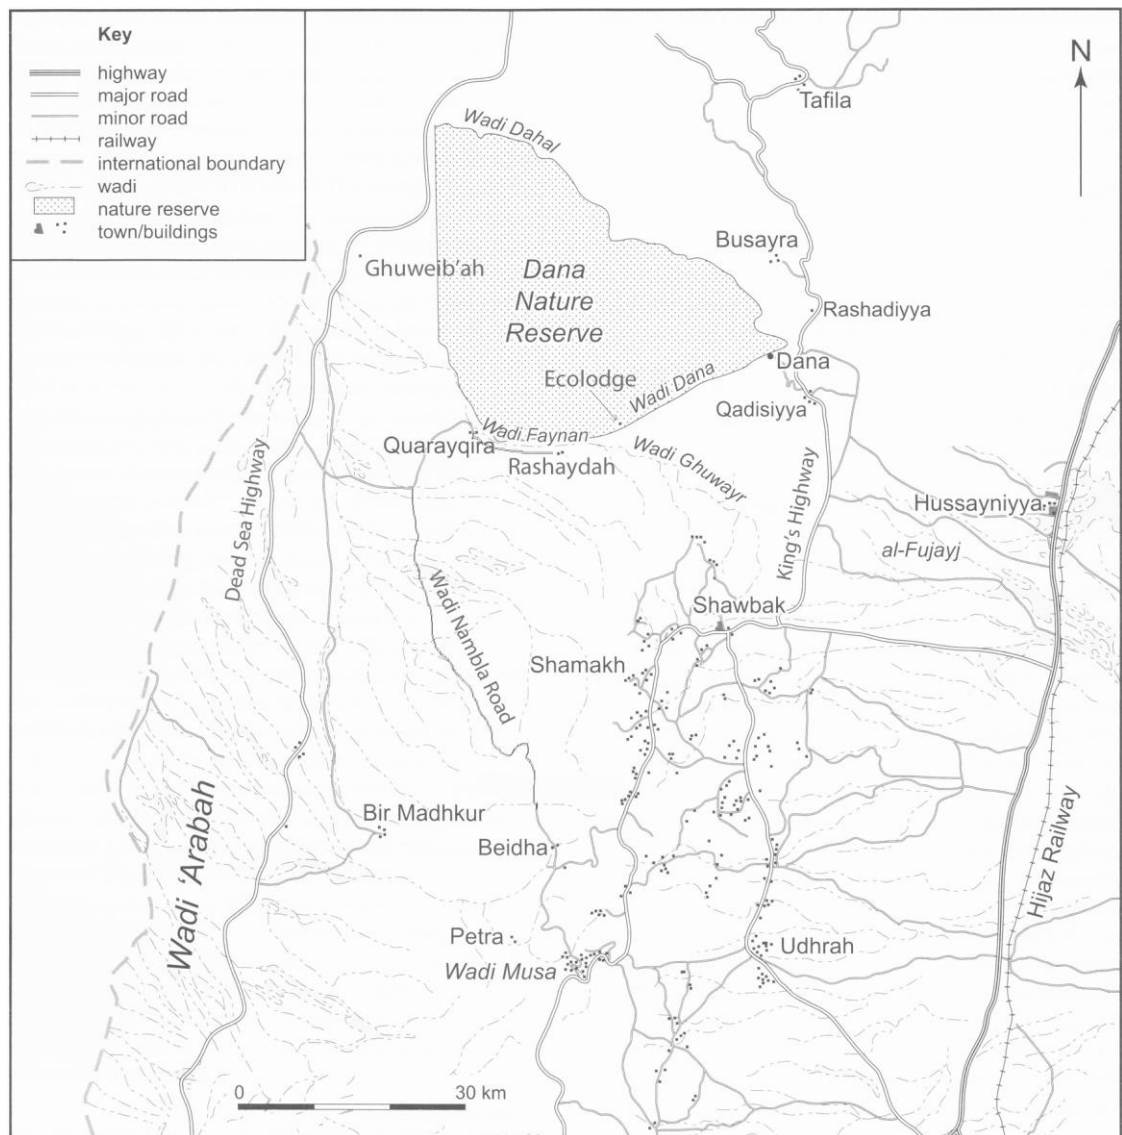 Key
highway
major road
minor road
railway
international boundary
wadi
nature reserve
town/buildings
N
Tafila
Wadi Dahal
Busayra
Ghuweib'ah
Dana
Nature
Reserve
Rashadiyya
Dana
Ecolodge
Wadi Dana
Qadisiyya
Wadi Faynan
Quarayqira
Rashaydah
Wadi Ghuwayr
King's Highway
Dead Sea Highway
Hussayniyya
al-Fujayj
Wadi Nambla Road
Shawbak
Shamakh
Bir Madhkur
Beidha
Wadi 'Arabah
Hijaz Railway
Petra
Wadi Musa
Udhrah
0 30 km